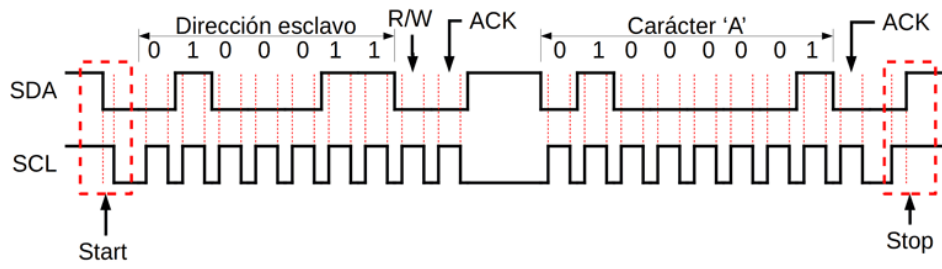 Dirección esclavo R/W ACK Carácter ‘A’ ACK
0 1 0 0 0 1 1 0 1 0 0 0 0 0 1
SDA
SCL
Start Stop